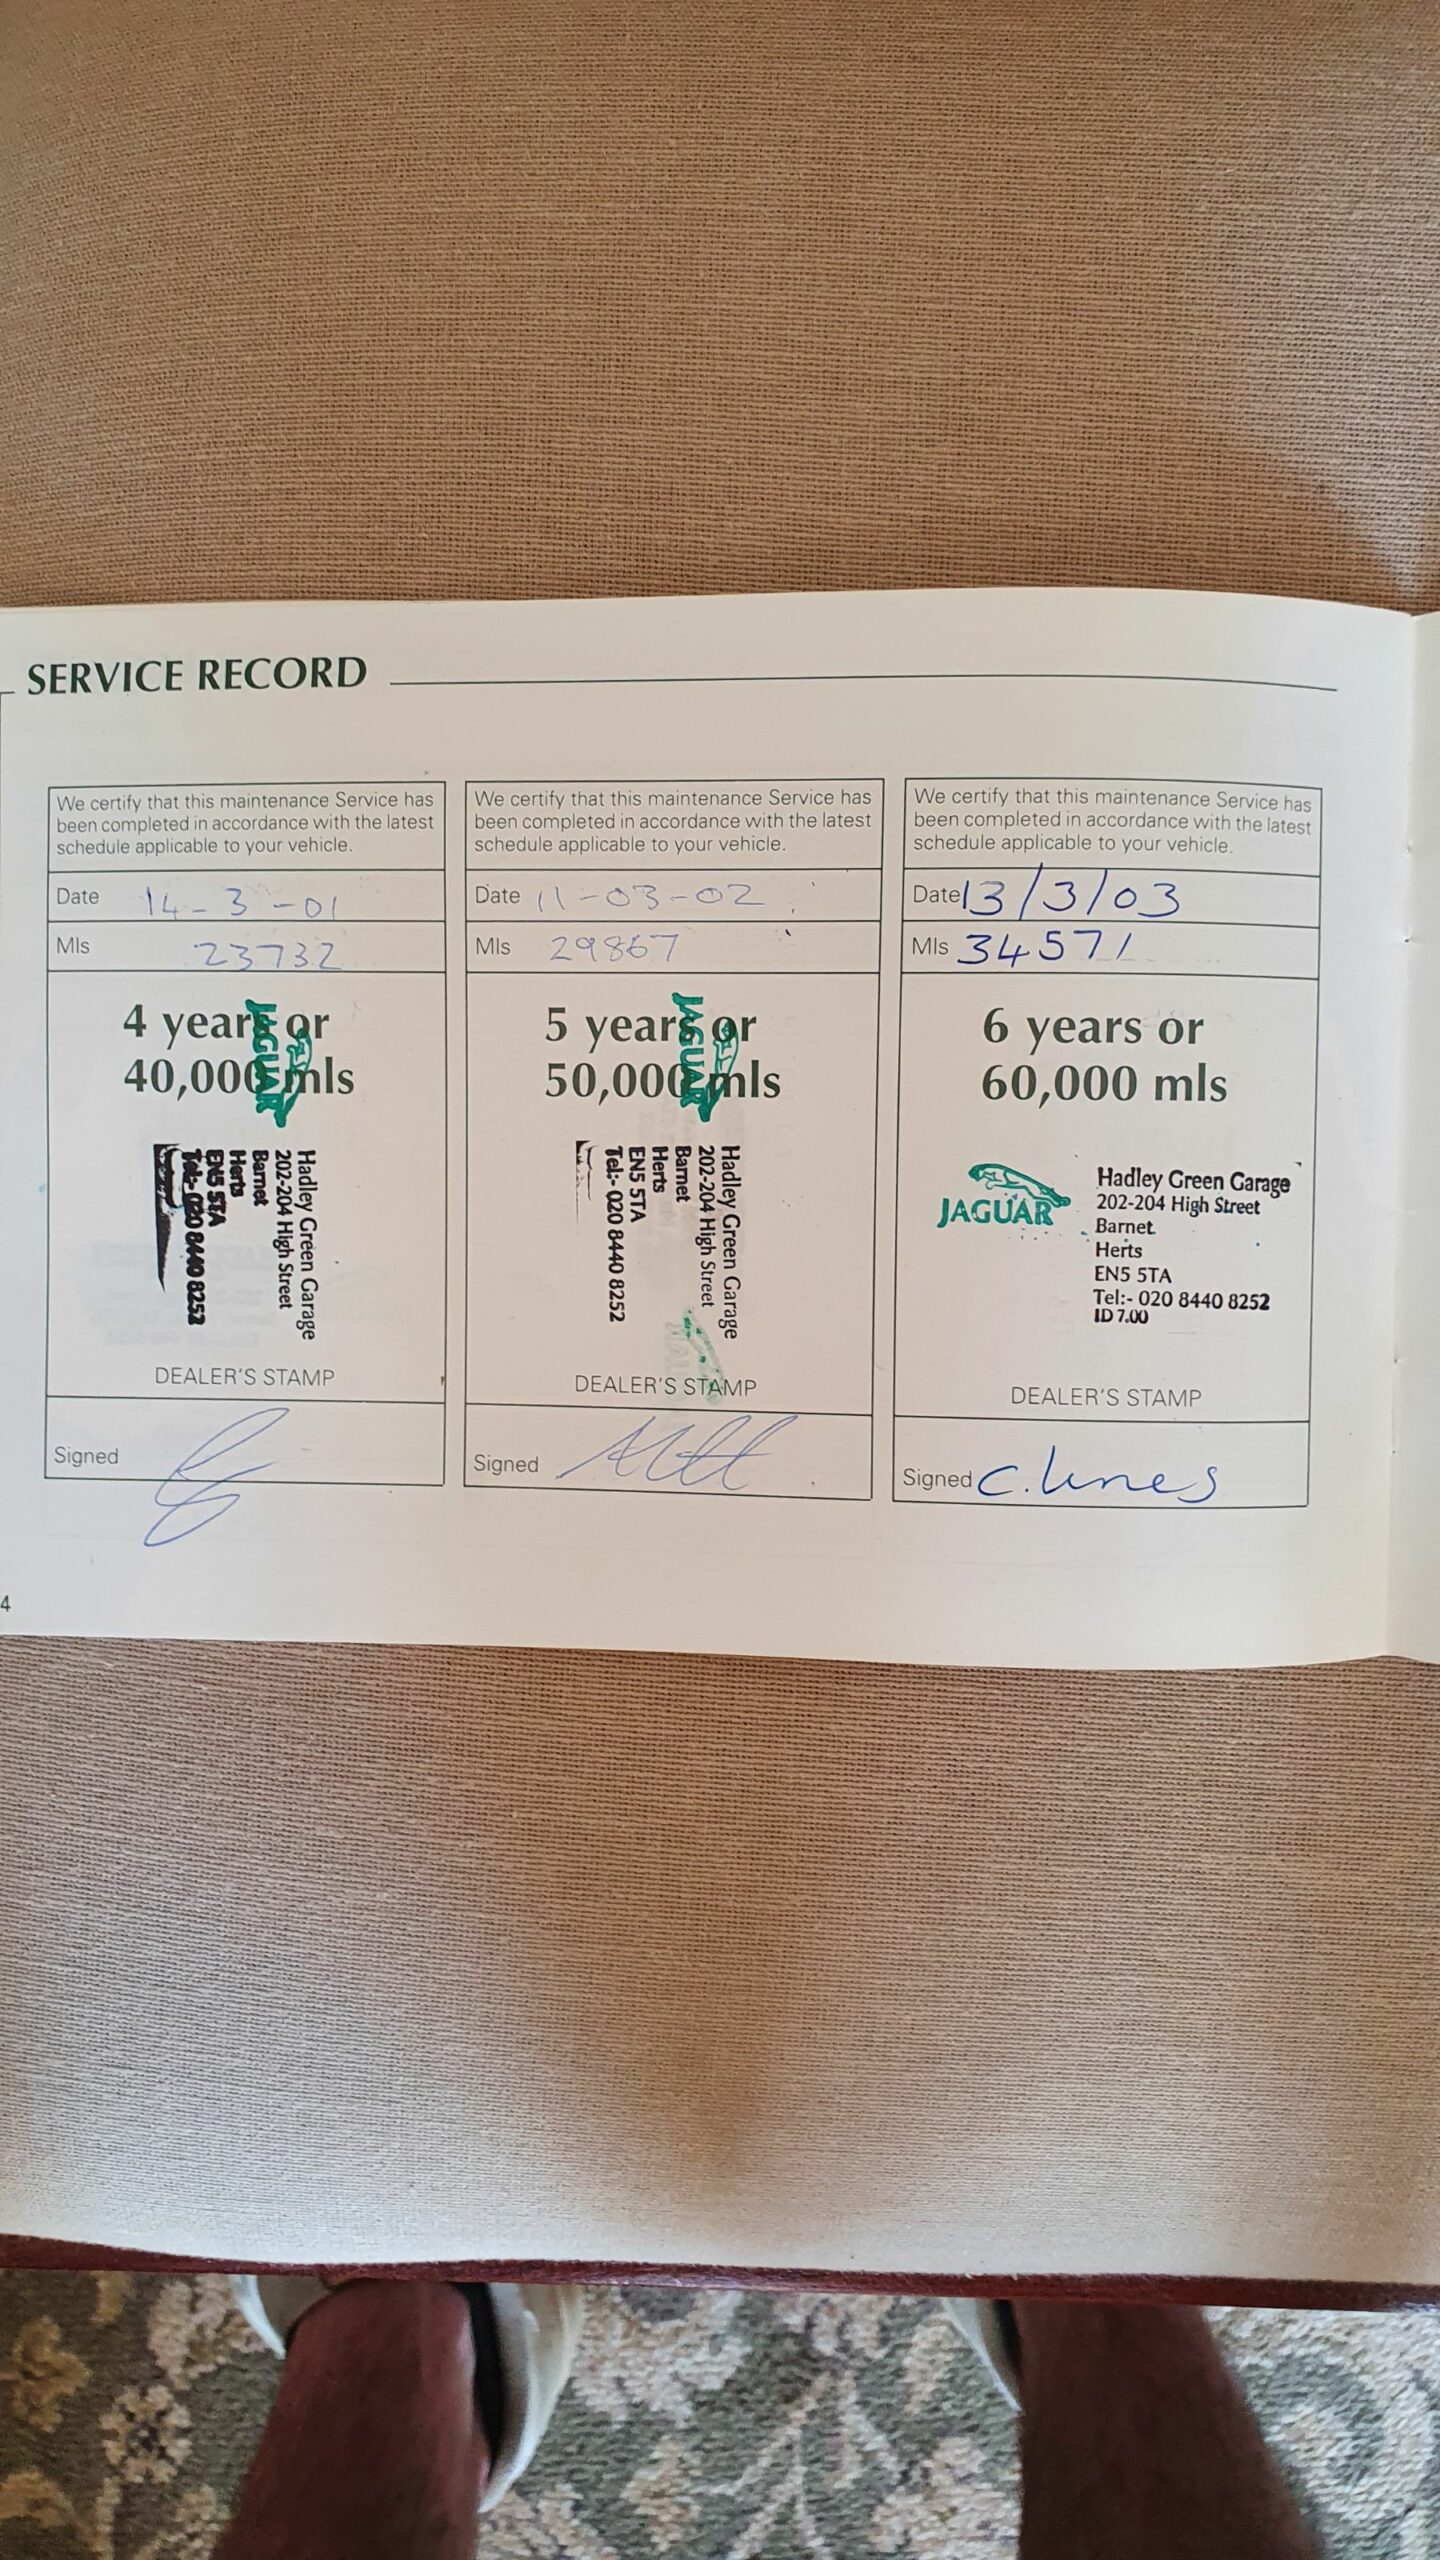 SERVICE RECORD
We certify that this maintenance Service has
been completed in accordance with the latest
schedule applicable to your vehicle.
Date 14-3-01
Mls 23732
4 years or
40,000 mls
JAGUAR
Hadley Green Garage
202-204 High Street
Barnet
Herts
EN5 5TA
Tel:- 020 8440 8252
DEALER'S STAMP
Signed
We certify that this maintenance Service has
been completed in accordance with the latest
schedule applicable to your vehicle.
Date 11-03-02
Mls 29867
5 years or
50,000 mls
JAGUAR
Hadley Green Garage
202-204 High Street
Barnet
Herts
EN5 5TA
Tel:- 020 8440 8252
DEALER'S STAMP
Signed
We certify that this maintenance Service has
been completed in accordance with the latest
schedule applicable to your vehicle.
Date 13/3/03
Mls 34571
6 years or
60,000 mls
JAGUAR
Hadley Green Garage
202-204 High Street
Barnet
Herts
EN5 5TA
Tel:- 020 8440 8252
ID 7.00
DEALER'S STAMP
Signed C.
4